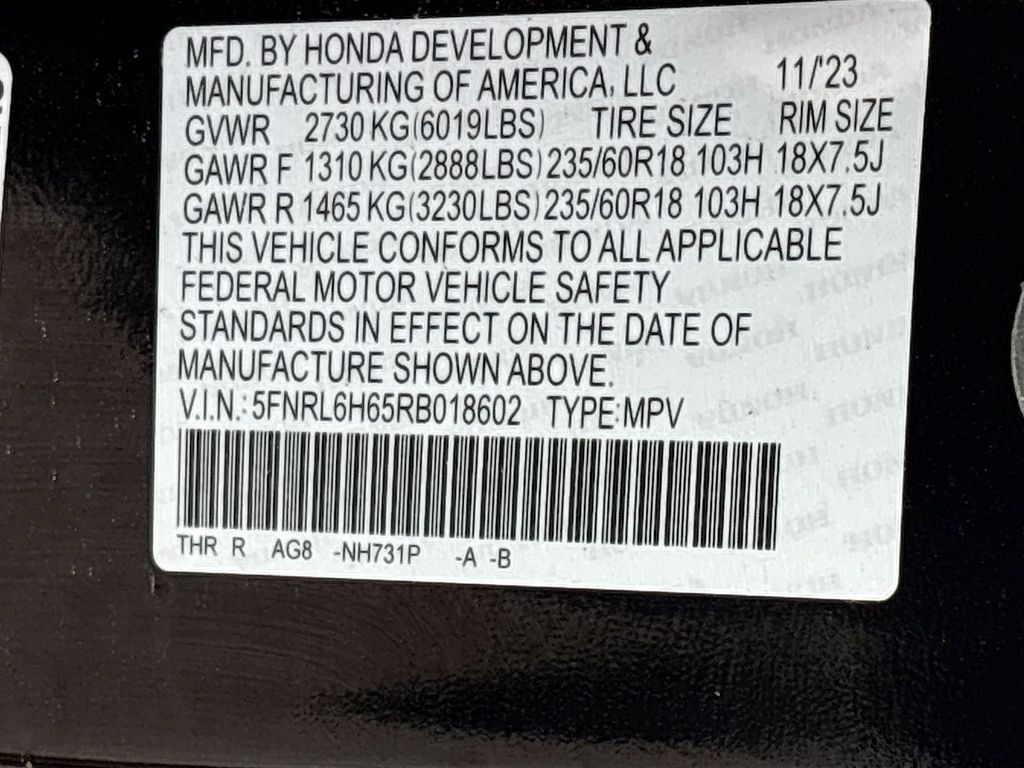 MFD. BY HONDA DEVELOPMENT &
MANUFACTURING OF AMERICA, LLC 11/'23
GVWR 2730 KG(6019LBS) TIRE SIZE RIM SIZE
GAWR F 1310 KG(2888LBS) 235/60R18 103H 18X7.5J
GAWR R 1465 KG(3230LBS) 235/60R18 103H 18X7.5J
THIS VEHICLE CONFORMS TO ALL APPLICABLE
FEDERAL MOTOR VEHICLE SAFETY
STANDARDS IN EFFECT ON THE DATE OF
MANUFACTURE SHOWN ABOVE.
V.I.N.: 5FNRL6H65RB018602 TYPE:MPV
THR R AG8 -NH731P -A -B